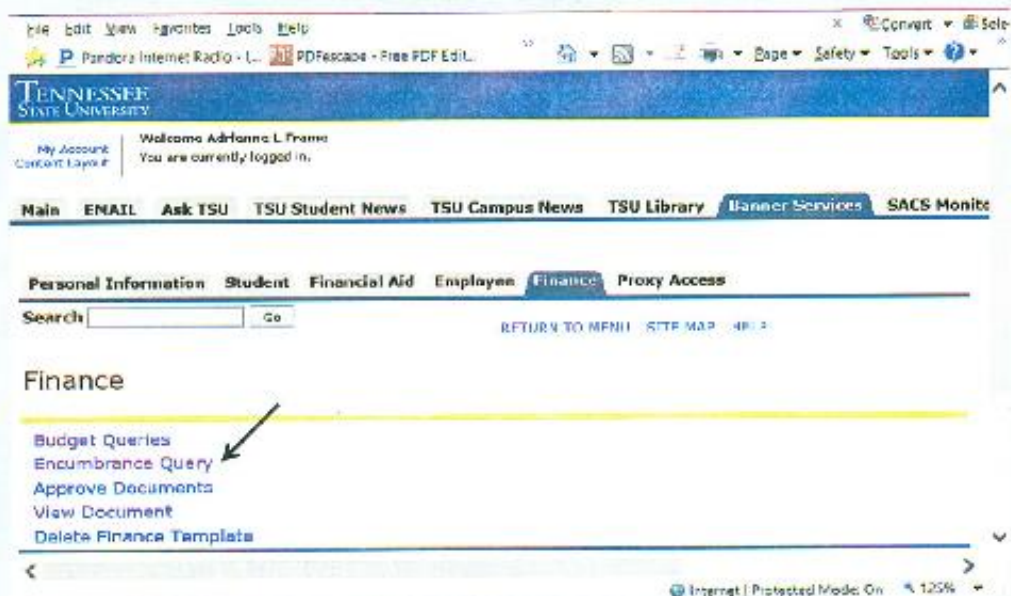 File Edit View Favorites Tools Help
x Convert
Pandora Internet Radio - L... PDFescape - Free PDF Edit... Page Safety Tools
TENNESSEE
STATE UNIVERSITY
My Account
Content Layout
Welcome Adrienne L Frame
You are currently logged in.
Main EMAIL Ask TSU TSU Student News TSU Campus News TSU Library Banner Services SACS Monito
Personal Information Student Financial Aid Employee Finance Proxy Access
Search Go
RETURN TO MENU SITE MAP HELP
Finance
Budget Queries
Encumbrance Query
Approve Documents
View Document
Delete Finance Template
Internet | Protected Mode: On 125%